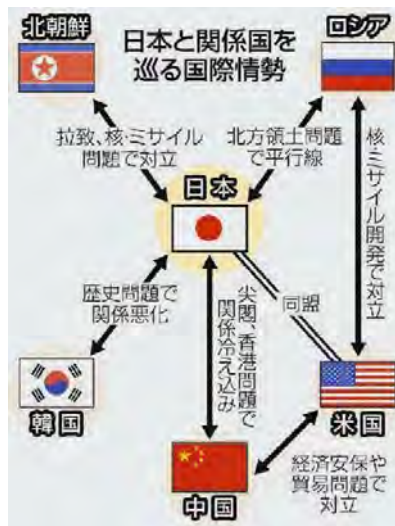 北朝鮮
日本と関係国を
巡る国際情勢
ロシア
拉致、核・ミサイル
問題で対立
北方領土問題
で平行線
核・ミサイル開発で対立
日本
歴史問題で
関係悪化
尖閣、香港問題で
関係冷え込み
同盟
韓国
中国
米国
経済安保や
貿易問題で
対立